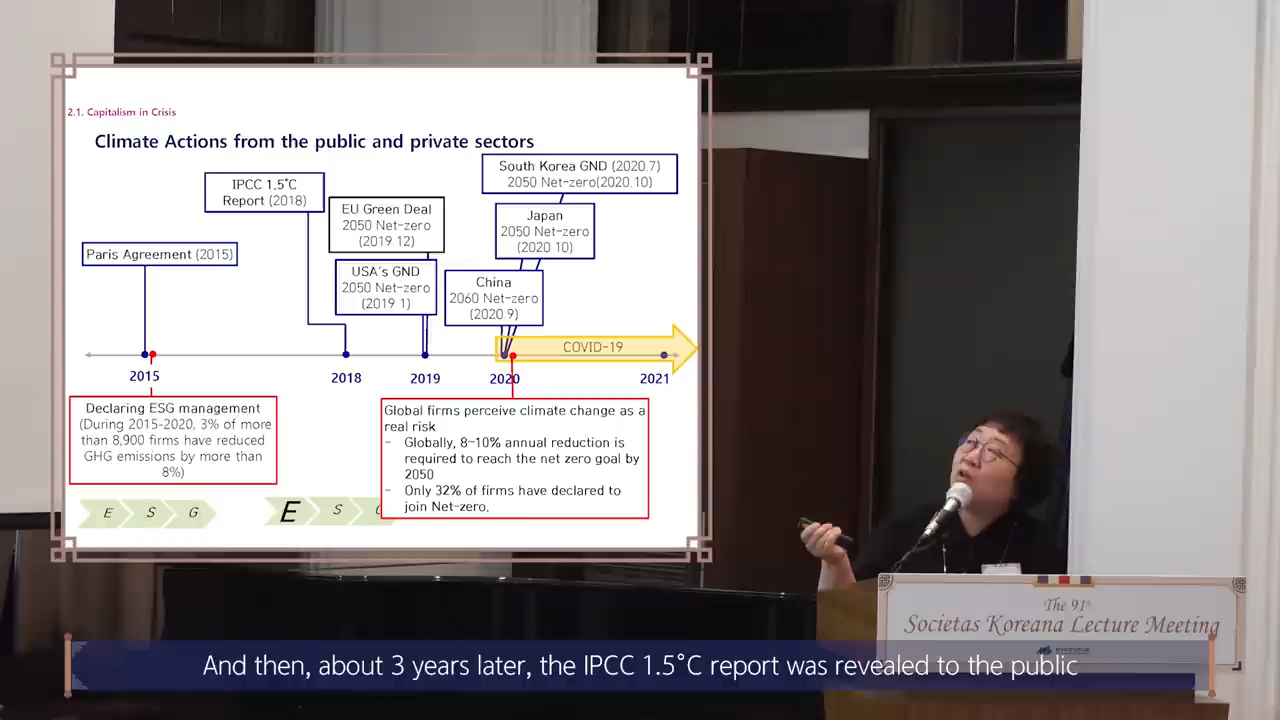 2.1. Capitalism in Crisis
Climate Actions from the public and private sectors
South Korea GND (2020.7)
2050 Net-zero(2020.10)
IPCC 1.5°C
Report (2018)
EU Green Deal
2050 Net-zero
(2019 12)
Japan
2050 Net-zero
(2020 10)
Paris Agreement (2015)
USA's GND
2050 Net-zero
(2019 1)
China
2060 Net-zero
(2020.9)
COVID-19
2015
2018
2019
2020
2021
Declaring ESG management
(During 2015-2020, 3% of more
than 8,900 firms have reduced
GHG emissions by more than
8%)
Global firms perceive climate change as a
real risk
- Globally, 8~10% annual reduction is
required to reach the net zero goal by
2050
- Only 32% of firms have declared to
join Net-zero.
E S G
E S
The 91st
Societas Koreana Lecture Meeting
And then, about 3 years later, the IPCC 1.5°C report was revealed to the public